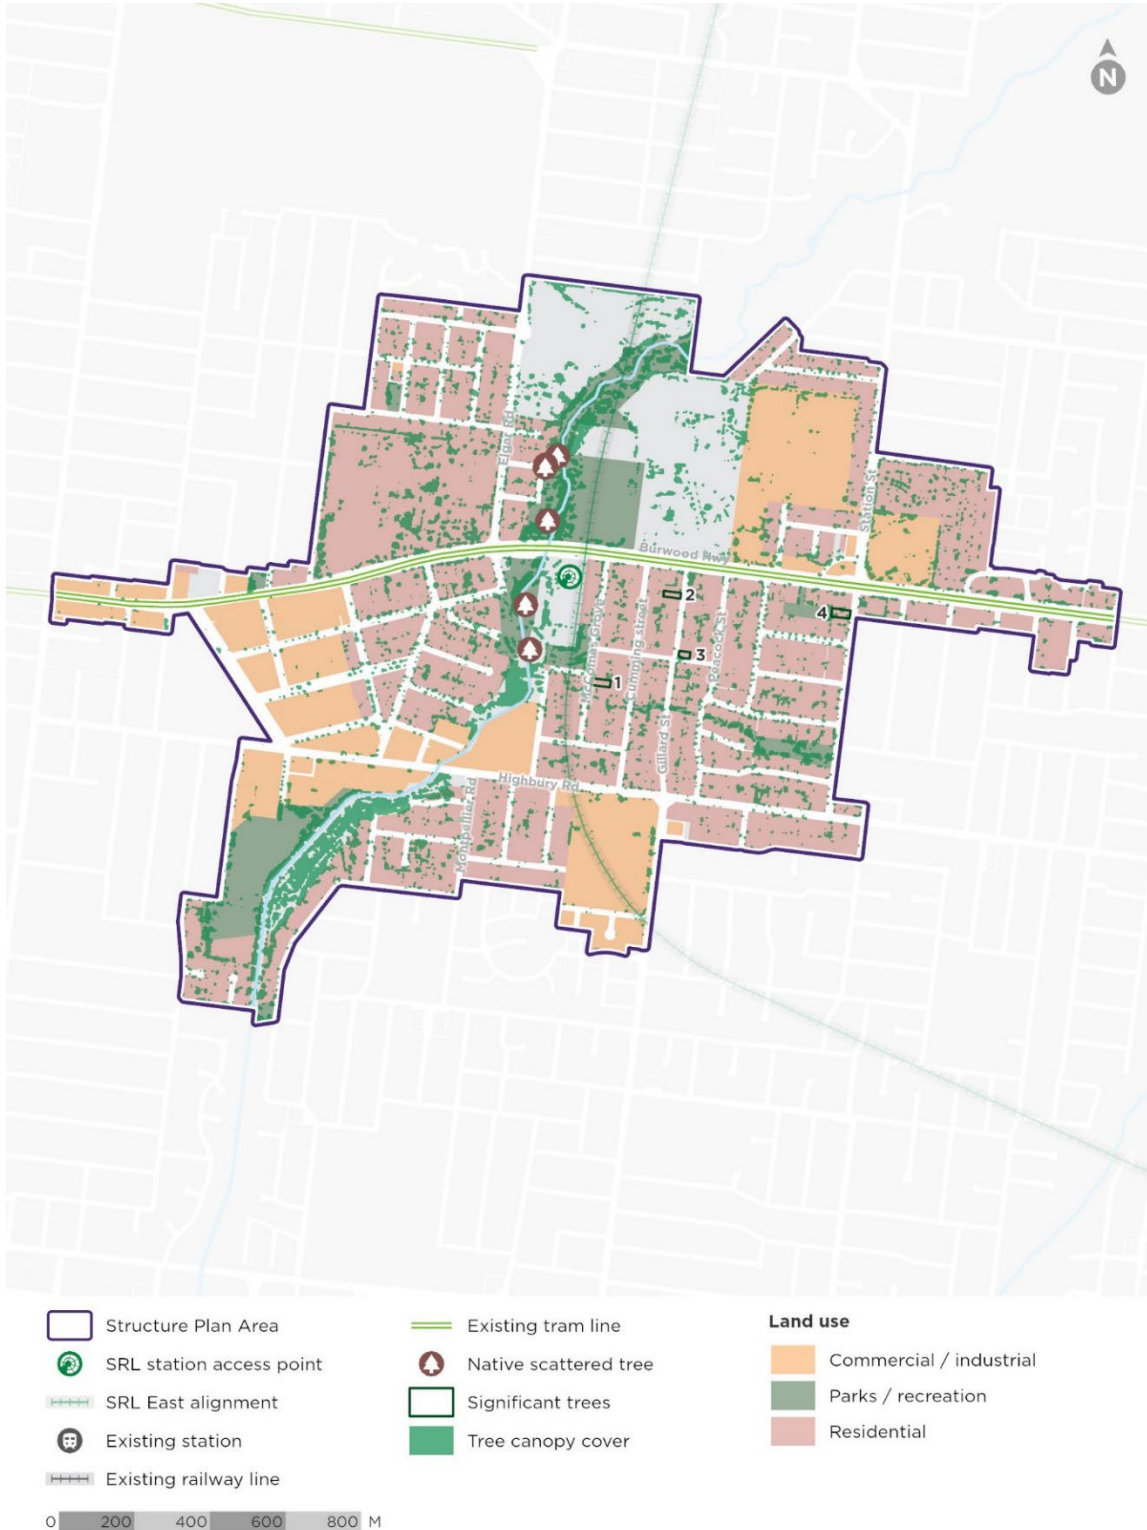 N
Elgar Rd
Station St
Burwood Hwy
McComas Grove
Cumming street
Peacock St
2
4
3
1
Gillard St
Highbury Rd
Montpellier Rd
Structure Plan Area
SRL station access point
SRL East alignment
Existing station
Existing railway line
Existing tram line
Native scattered tree
Significant trees
Tree canopy cover
Land use
Commercial / industrial
Parks / recreation
Residential
0 200 400 600 800 M